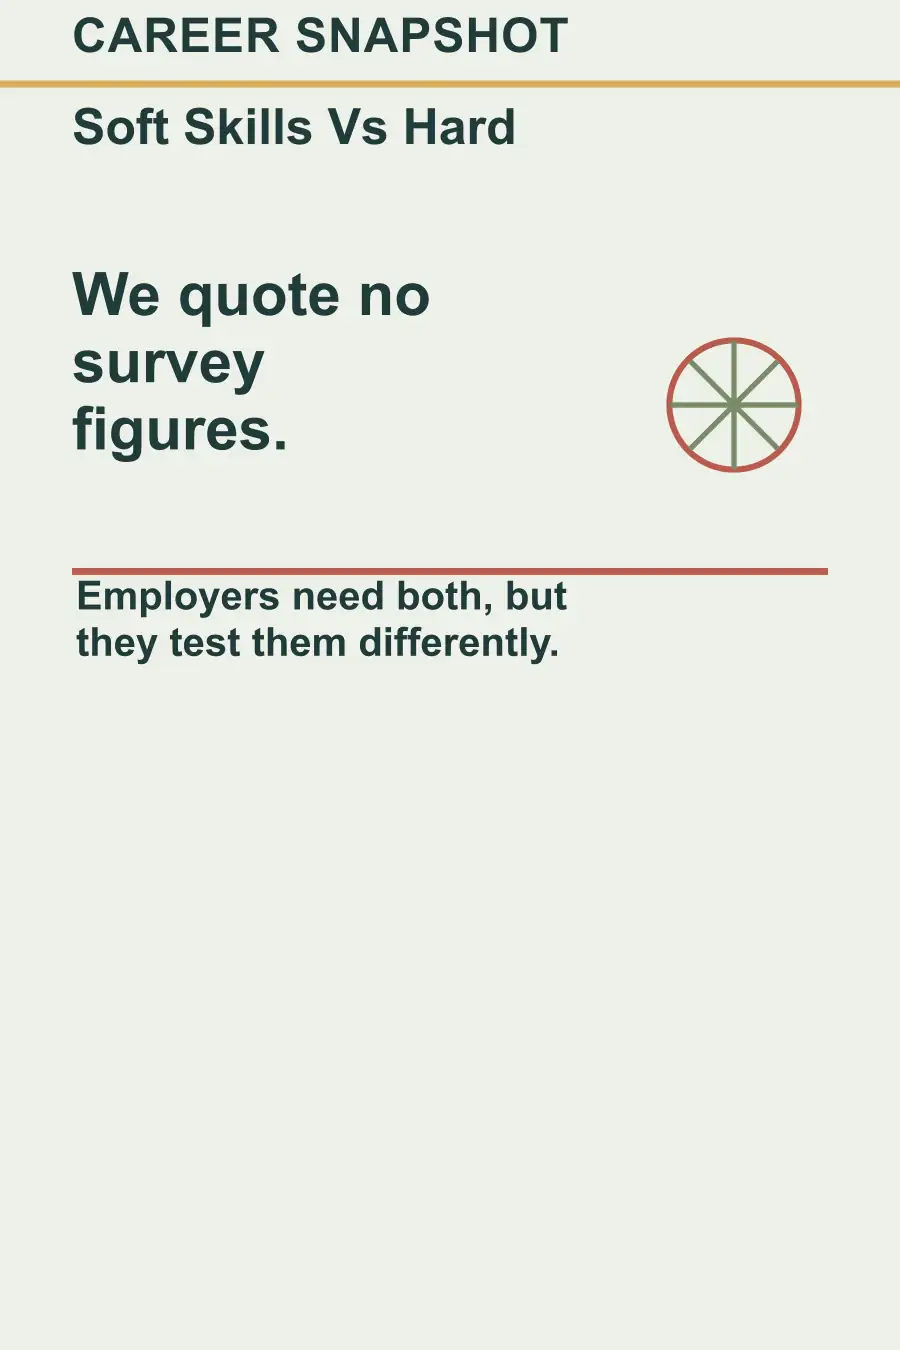 CAREER SNAPSHOT
Soft Skills Vs Hard
We quote no
survey
figures.
Employers need both, but
they test them differently.